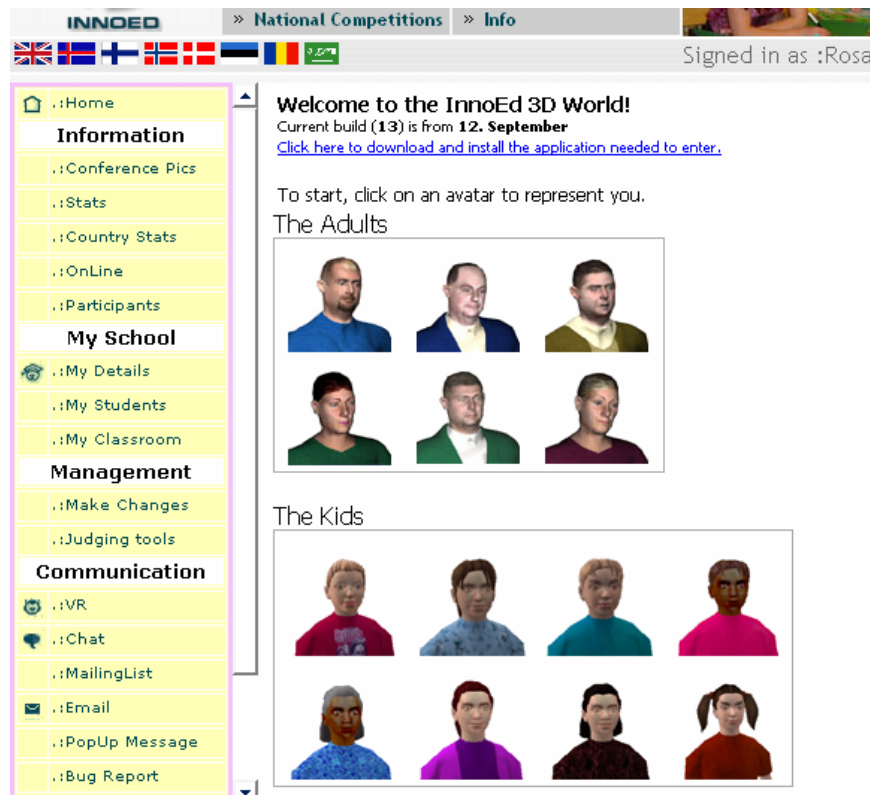 INNOED
» National Competitions » Info
Signed in as :Rosa
.:Home
Information
.:Conference Pics
.:Stats
.:Country Stats
.:OnLine
.:Participants
My School
.:My Details
.:My Students
.:My Classroom
Management
.:Make Changes
.:Judging tools
Communication
.:VR
.:Chat
.:MailingList
.:Email
.:PopUp Message
.:Bug Report
Welcome to the InnoEd 3D World!
Current build (13) is from 12. September
Click here to download and install the application needed to enter.
To start, click on an avatar to represent you.
The Adults
The Kids